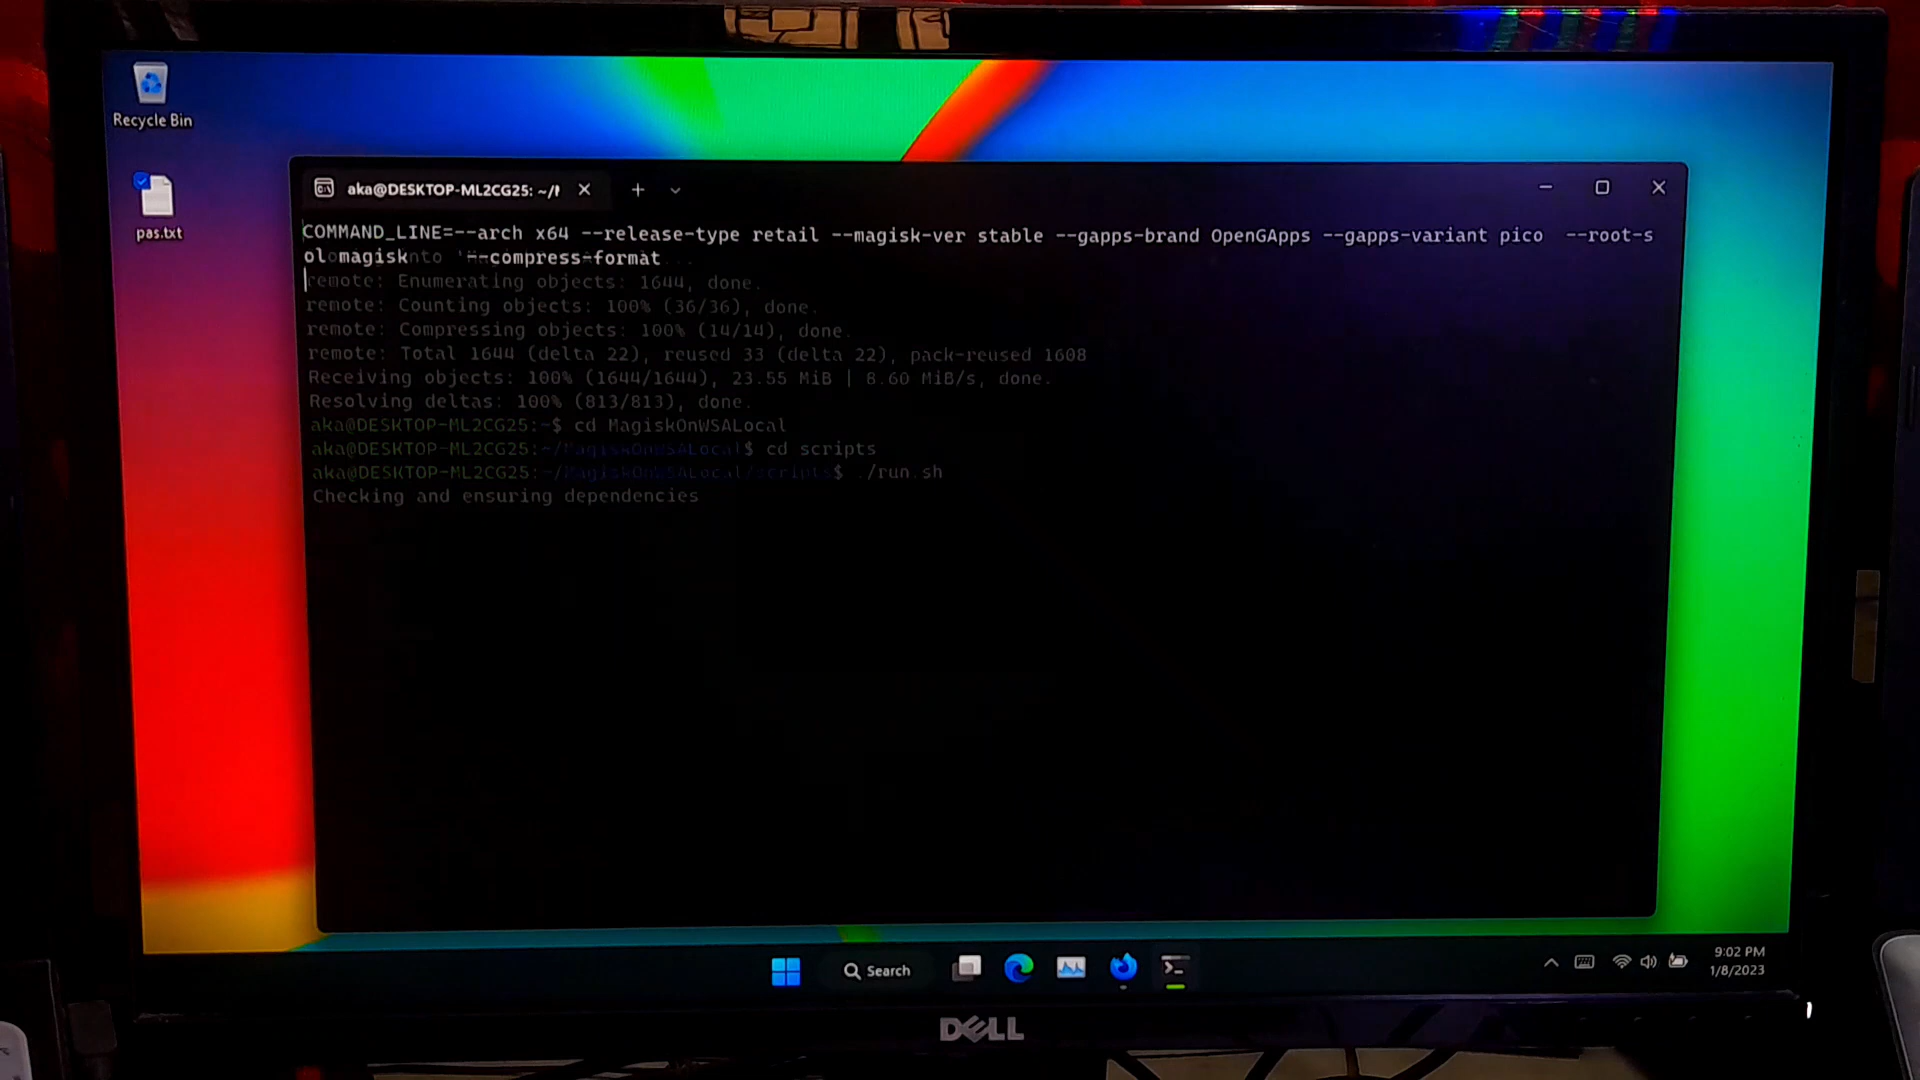 Recycle Bin
pas.txt
aka@DESKTOP-ML2CG25: ~/
COMMAND_LINE=--arch x64 --release-type retail --magisk-ver stable --gapps-brand OpenGApps --gapps-variant pico --root-s
olomagisknto '--compress-format...
remote: Enumerating objects: 1644, done.
remote: Counting objects: 100% (36/36), done.
remote: Compressing objects: 100% (14/14), done.
remote: Total 1644 (delta 22), reused 33 (delta 22), pack-reused 1608
Receiving objects: 100% (1644/1644), 23.55 MiB | 8.60 MiB/s, done.
Resolving deltas: 100% (813/813), done.
aka@DESKTOP-ML2CG25:~$ cd MagiskOnWSALocal
aka@DESKTOP-ML2CG25:~/MagiskOnWSALocal$ cd scripts
aka@DESKTOP-ML2CG25:~/MagiskOnWSALocal/scripts$ ./run.sh
Checking and ensuring dependencies
Search
9:02 PM
1/8/2023
DELL